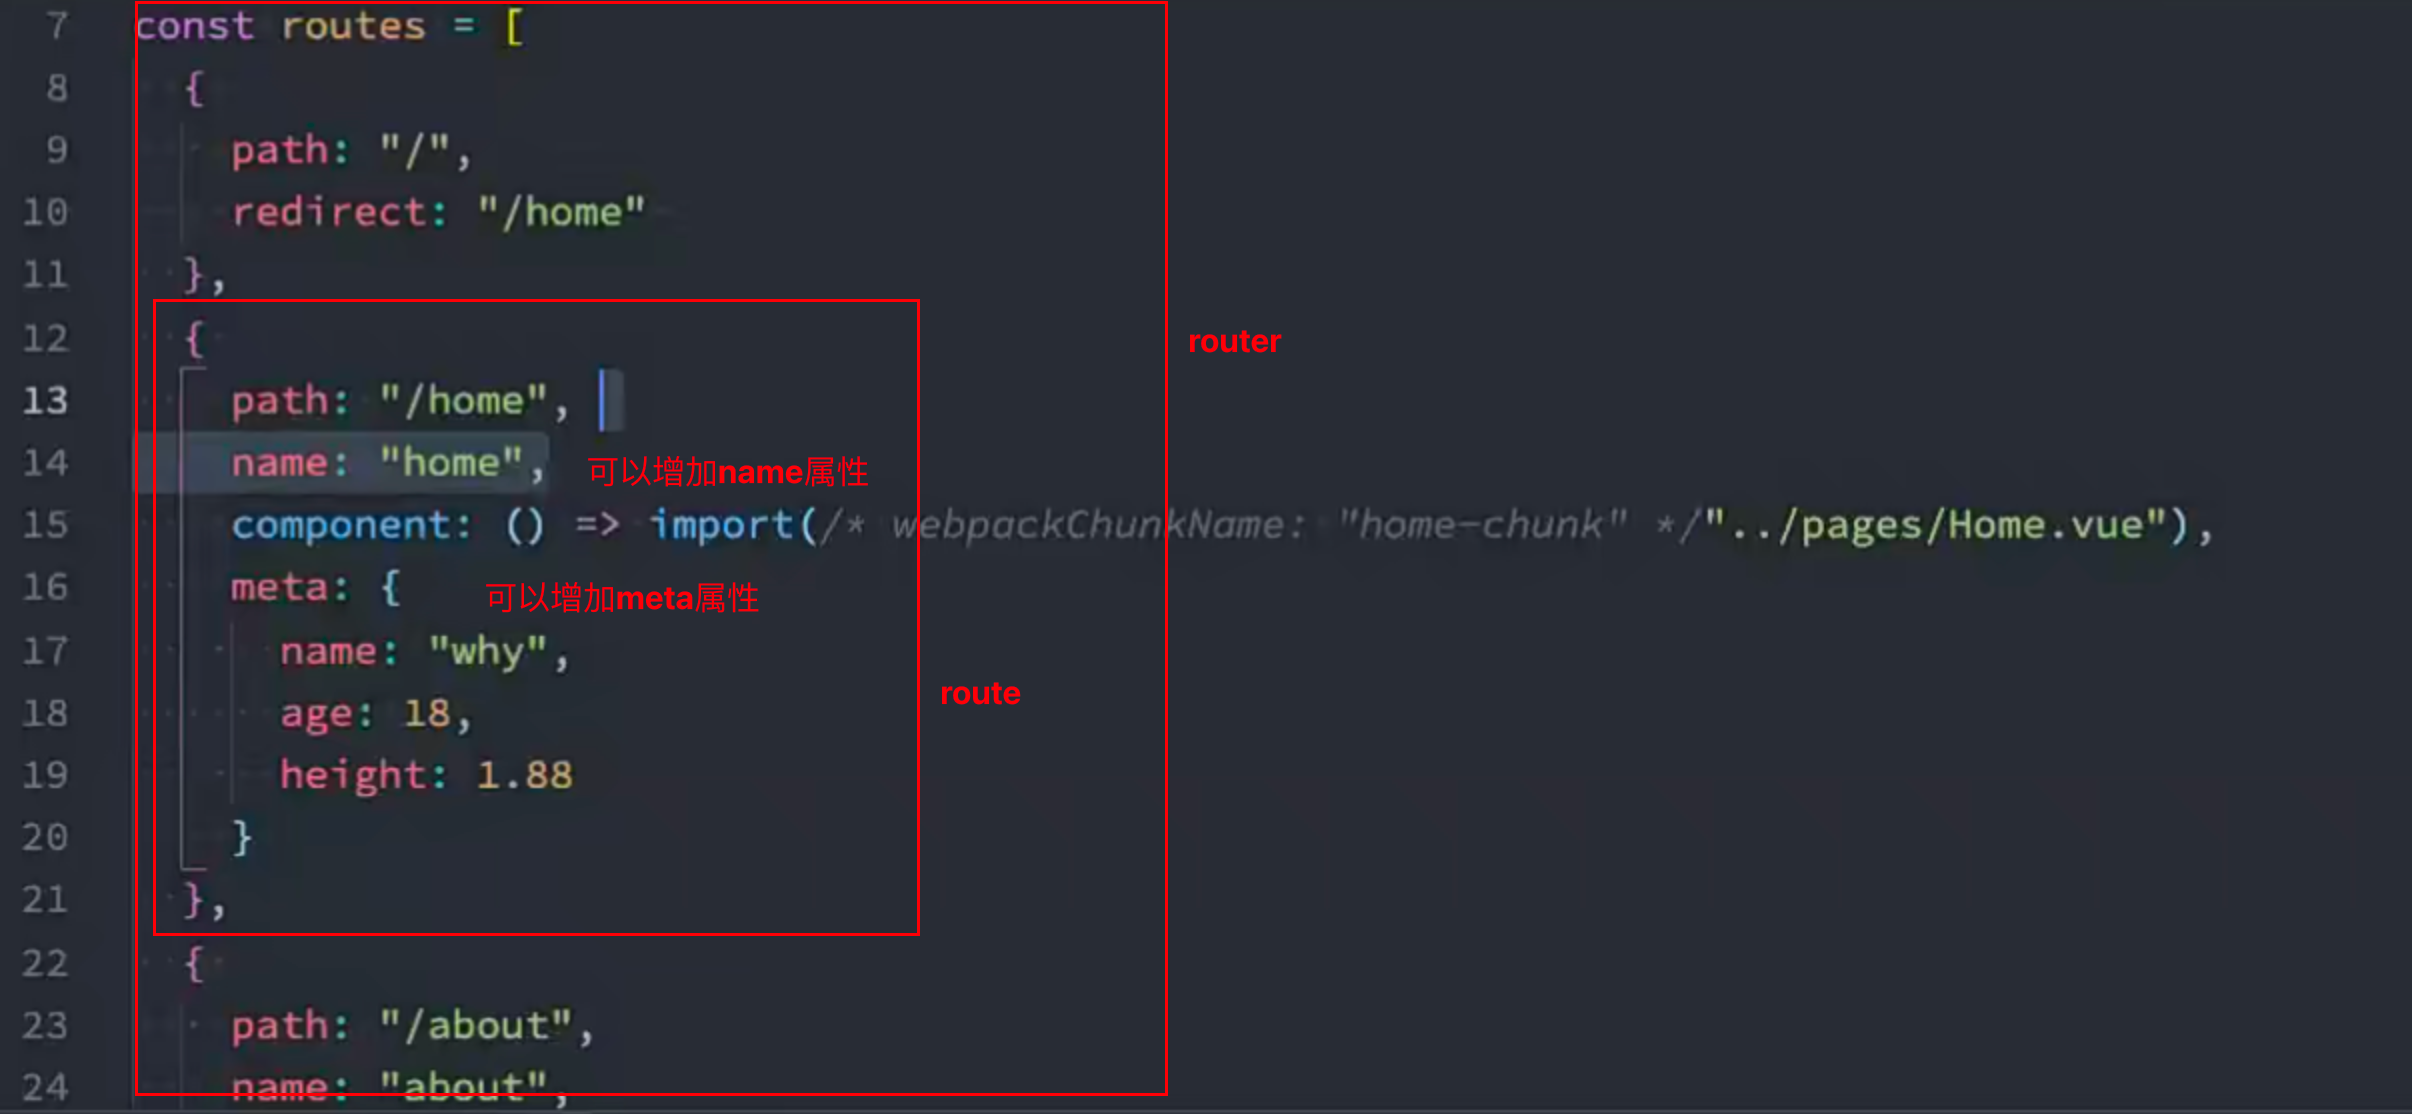 7 const routes = [
8 {
9 path: "/",
10 redirect: "/home"
11 },
12 {
router
13 path: "/home",
14 name: "home",
可以增加name属性
15 component: () => import(/* webpackChunkName: "home-chunk" */"../pages/Home.vue"),
16 meta: {
可以增加meta属性
17 name: "why",
route
18 age: 18,
19 height: 1.88
20 }
21 },
22 {
23 path: "/about",
24 name: "about",